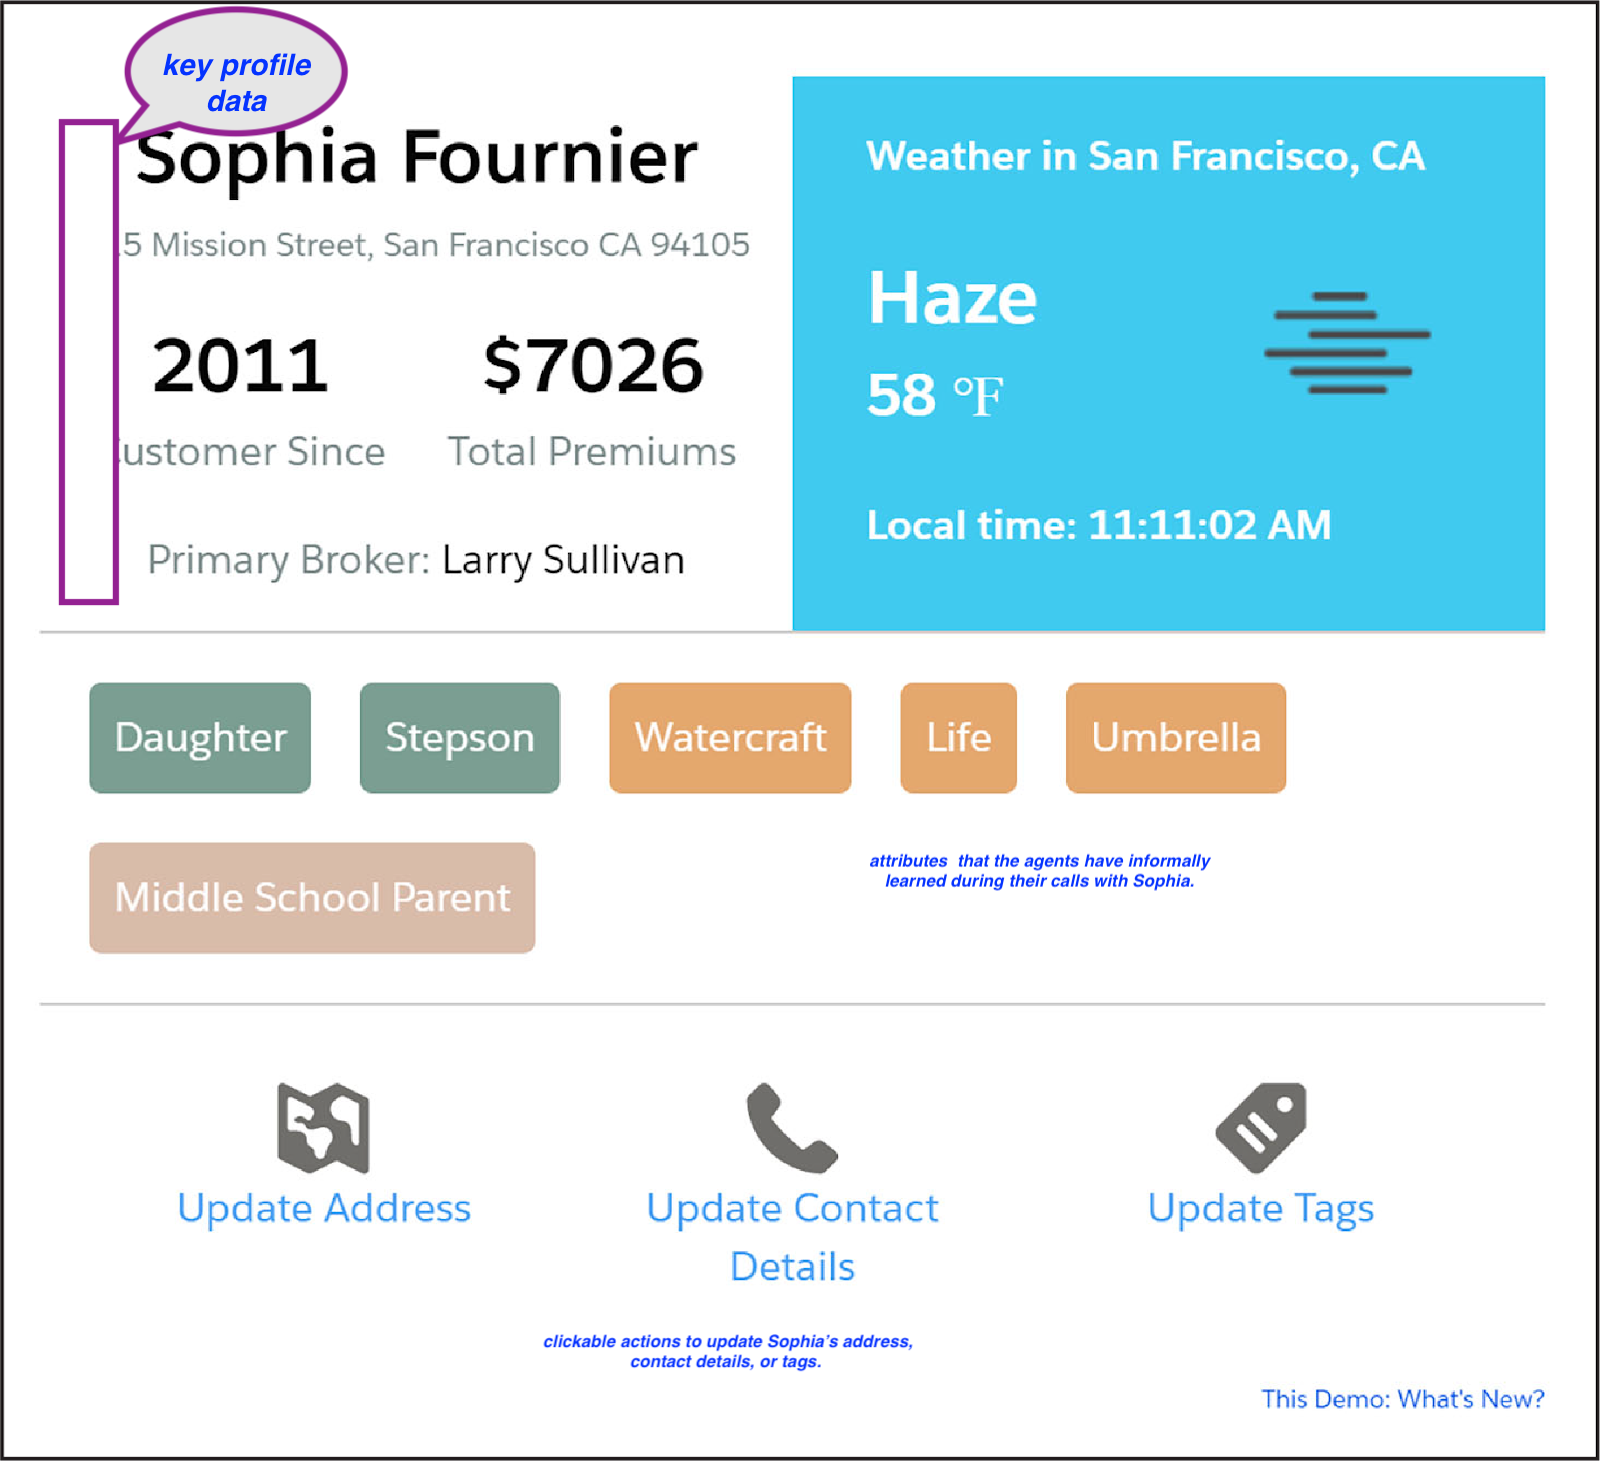 key profile
data
Sophia Fournier
5 Mission Street, San Francisco CA 94105
2011
$7026
Customer Since
Total Premiums
Primary Broker: Larry Sullivan
Weather in San Francisco, CA
Haze
58 °F
Local time: 11:11:02 AM
Daughter
Stepson
Watercraft
Life
Umbrella
Middle School Parent
attributes that the agents have informally
learned during their calls with Sophia.
Update Address
Update Contact
Details
Update Tags
clickable actions to update Sophia's address,
contact details, or tags.
This Demo: What's New?